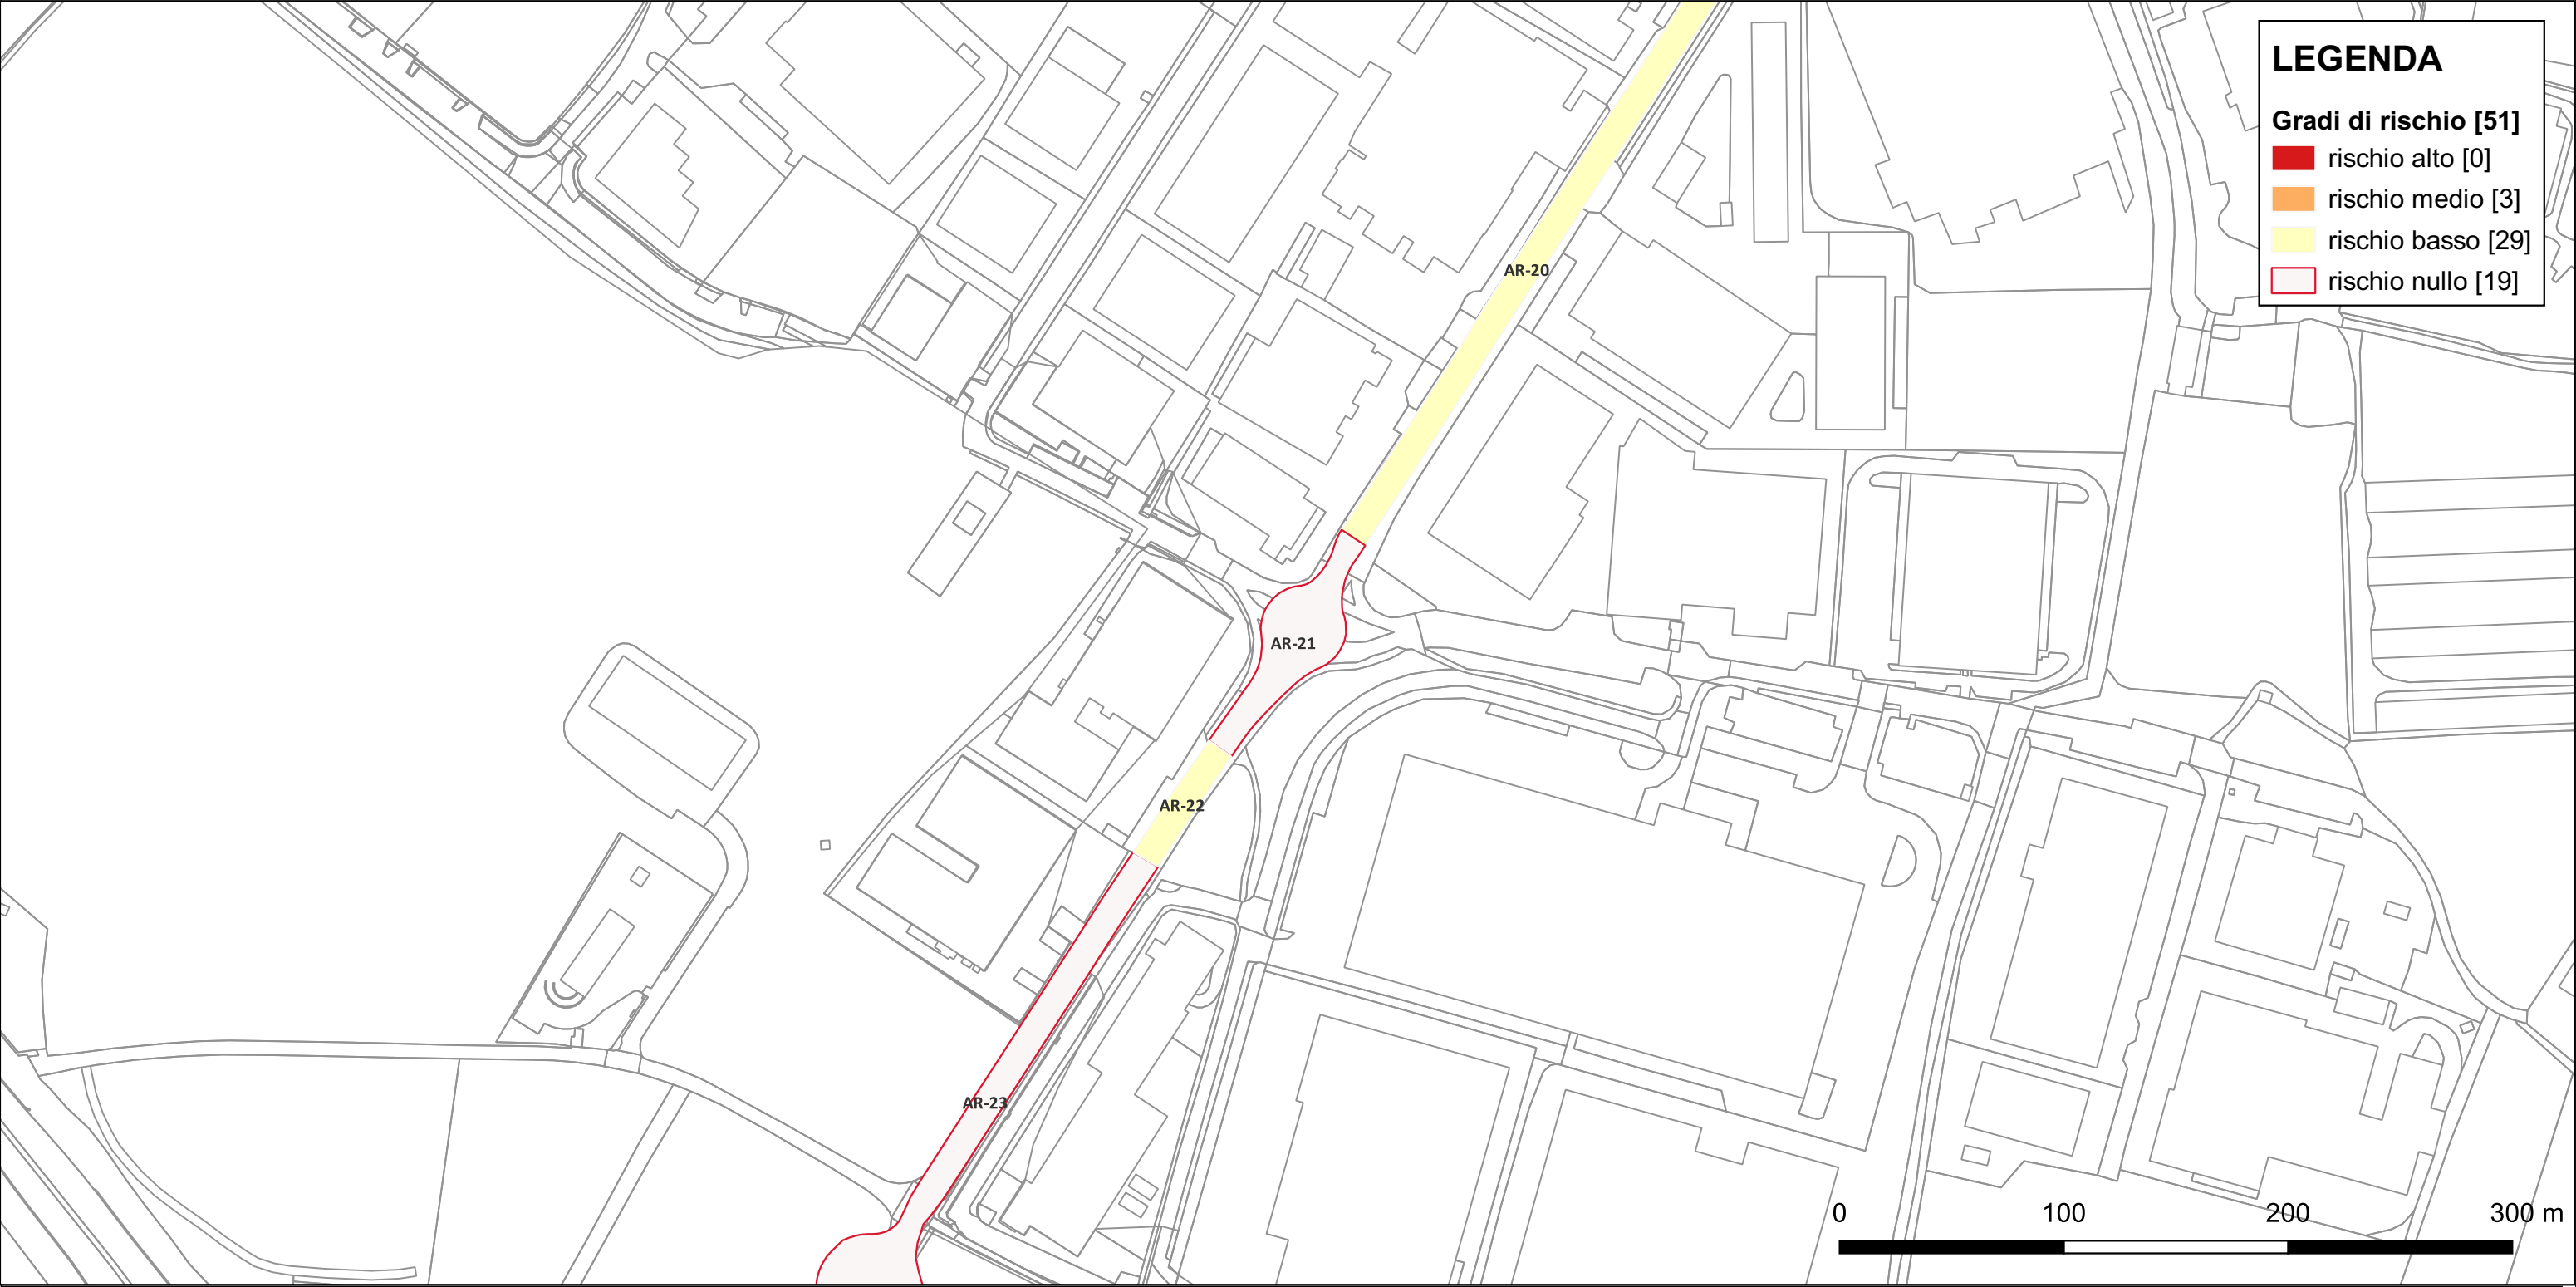 LEGENDA
Gradi di rischio [51]
rischio alto [0]
rischio medio [3]
rischio basso [29]
rischio nullo [19]
AR-20
AR-21
AR-22
AR-23
0 100 200 300 m